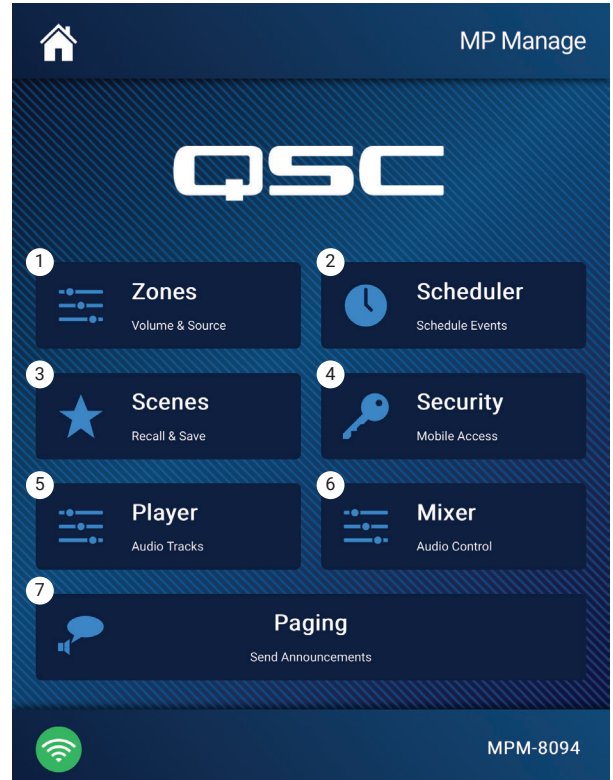 MP Manage
QSC
1
Zones
Volume & Source
2
Scheduler
Schedule Events
3
Scenes
Recall & Save
4
Security
Mobile Access
5
Player
Audio Tracks
6
Mixer
Audio Control
7
Paging
Send Announcements
MPM-8094